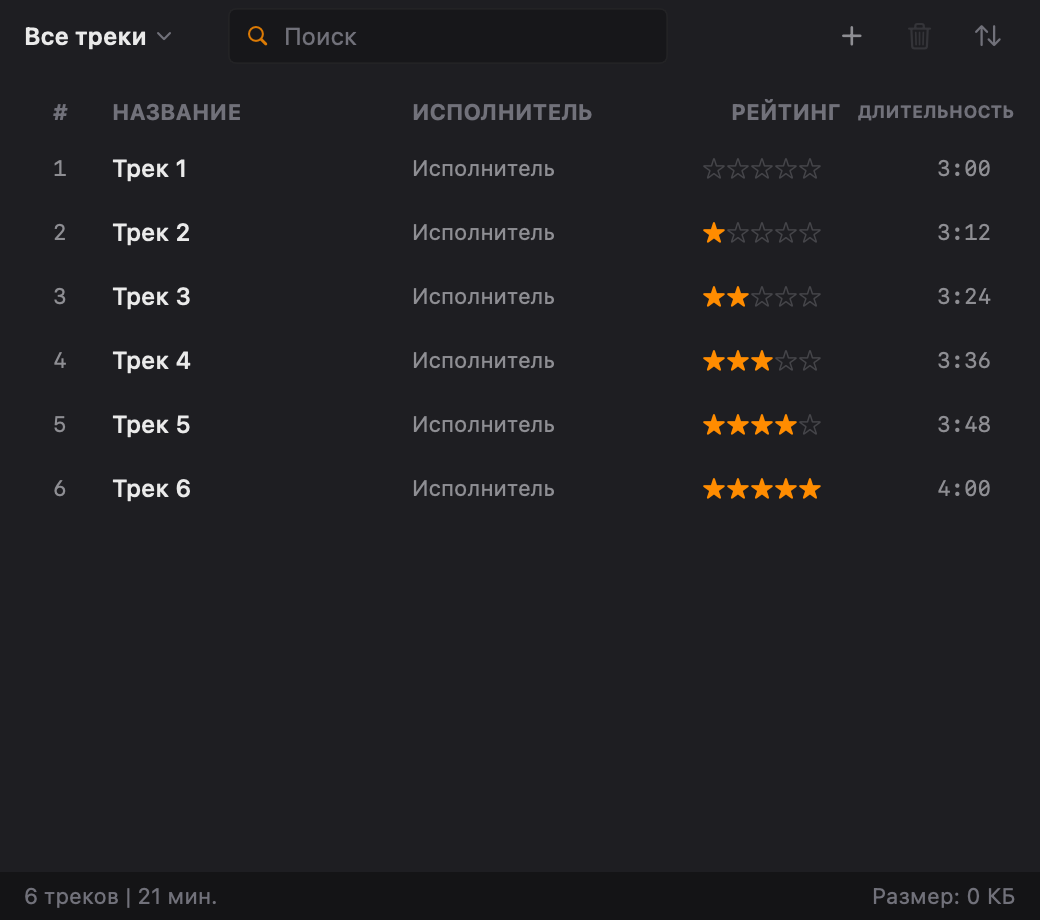 Все треки Поиск
# НАЗВАНИЕ ИСПОЛНИТЕЛЬ РЕЙТИНГ ДЛИТЕЛЬНОСТЬ
1 Трек 1 Исполнитель 3:00
2 Трек 2 Исполнитель 3:12
3 Трек 3 Исполнитель 3:24
4 Трек 4 Исполнитель 3:36
5 Трек 5 Исполнитель 3:48
6 Трек 6 Исполнитель 4:00
6 треков | 21 мин. Размер: 0 КБ